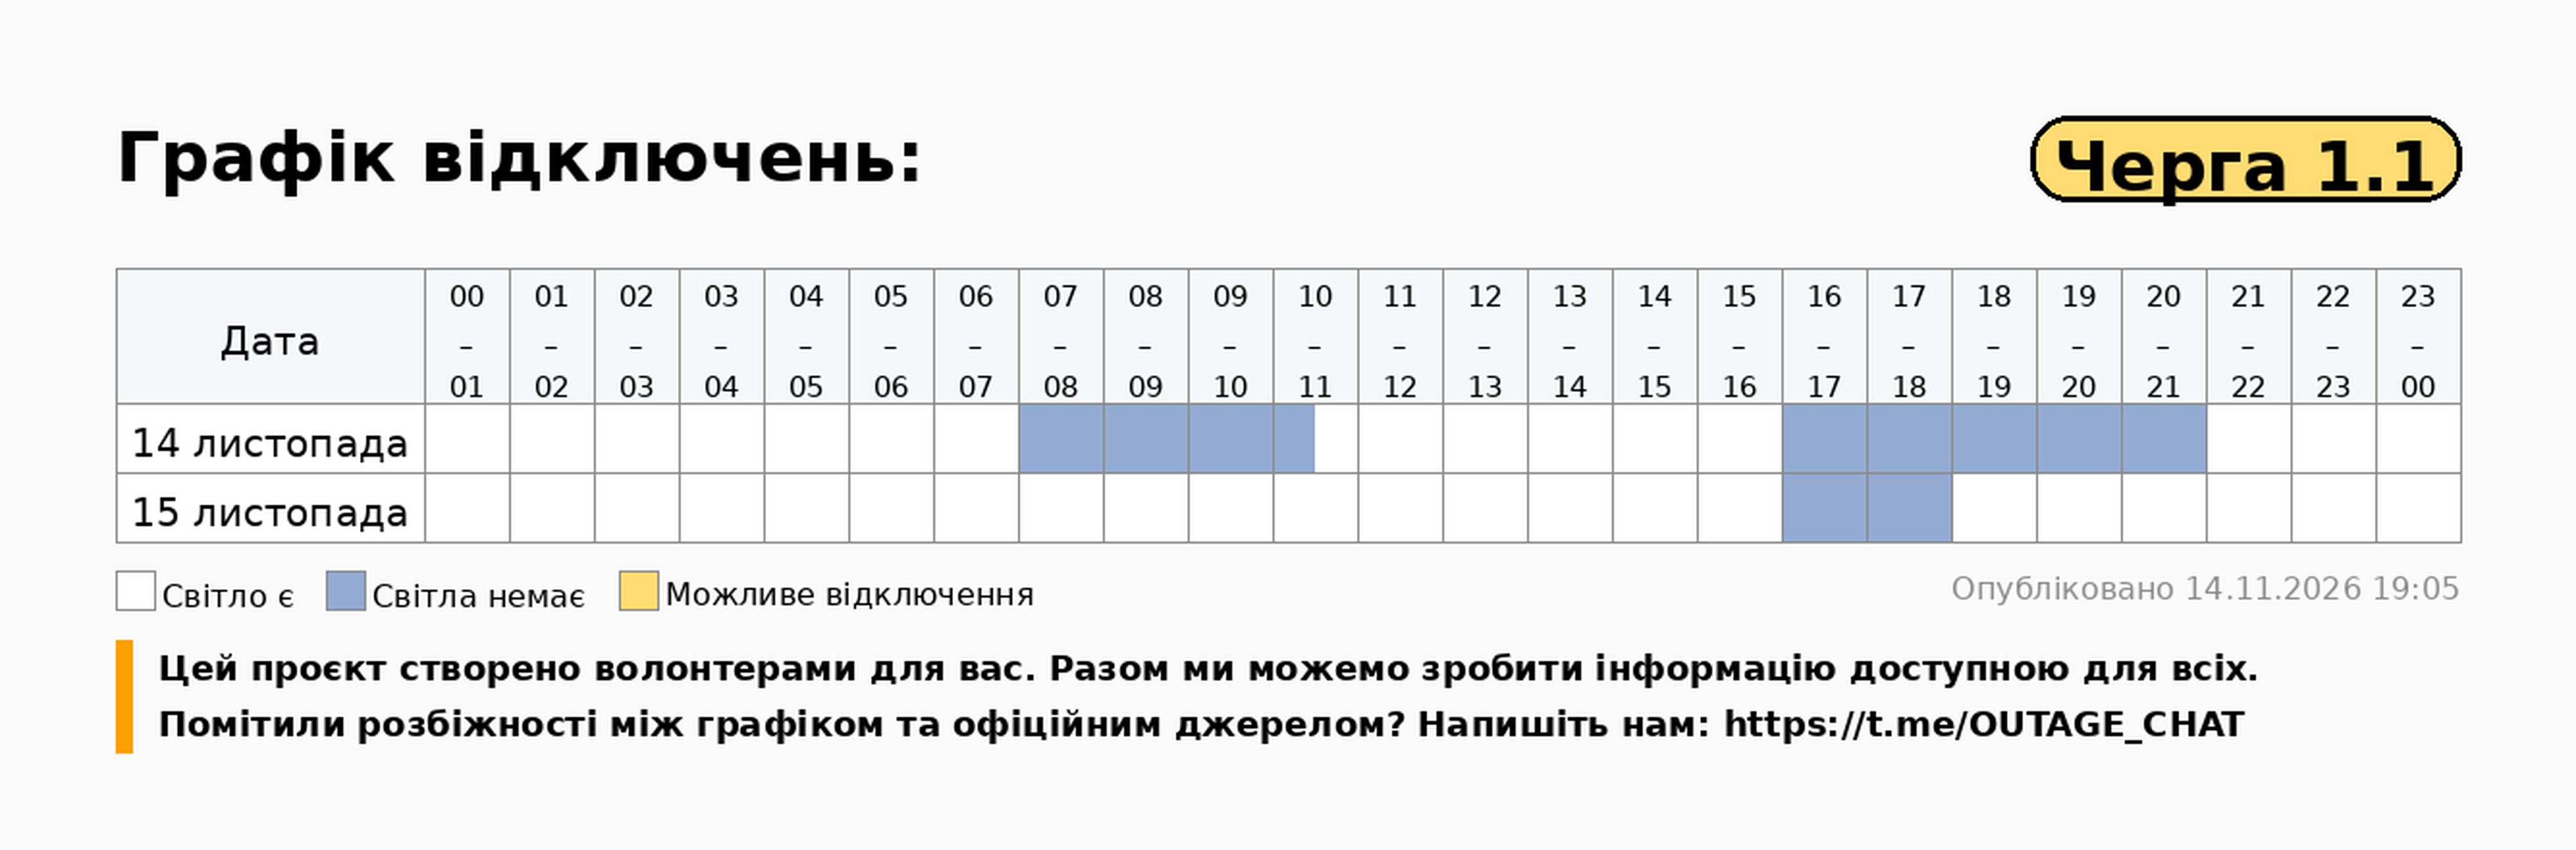 Графік відключень:
Черга 1.1
Дата 00 – 01 01 – 02 02 – 03 03 – 04 04 – 05 05 – 06 06 – 07 07 – 08 08 – 09 09 – 10 10 – 11 11 – 12 12 – 13 13 – 14 14 – 15 15 – 16 16 – 17 17 – 18 18 – 19 19 – 20 20 – 21 21 – 22 22 – 23 23 – 00
14 листопада
15 листопада
Світло є Світла немає Можливе відключення
Опубліковано 14.11.2026 19:05
Цей проєкт створено волонтерами для вас. Разом ми можемо зробити інформацію доступною для всіх.
Помітили розбіжності між графіком та офіційним джерелом? Напишіть нам: https://t.me/OUTAGE_CHAT